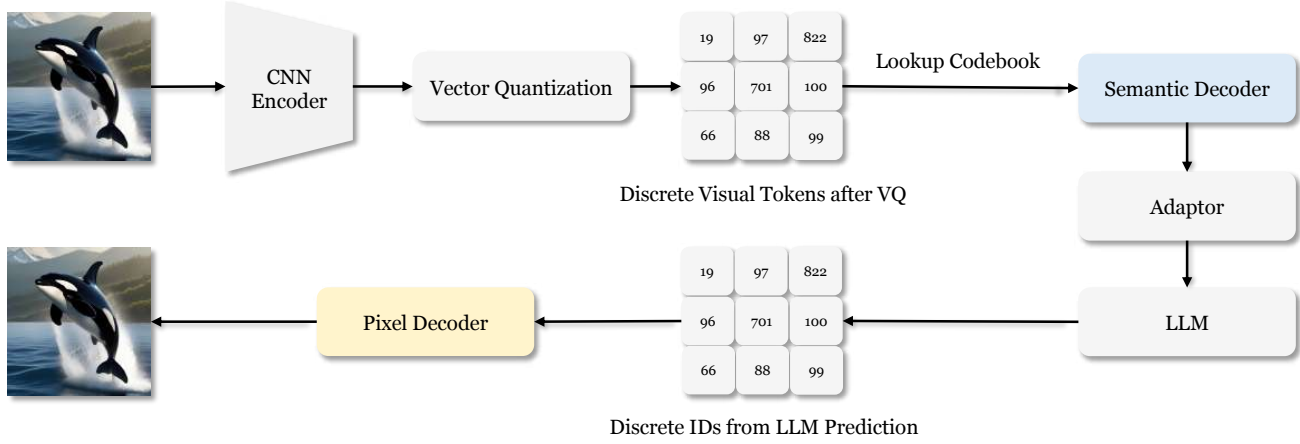 CNN
Encoder
Vector Quantization
19 97 822
96 701 100
66 88 99
Discrete Visual Tokens after VQ
Lookup Codebook
Semantic Decoder
Adaptor
LLM
19 97 822
96 701 100
66 88 99
Discrete IDs from LLM Prediction
Pixel Decoder